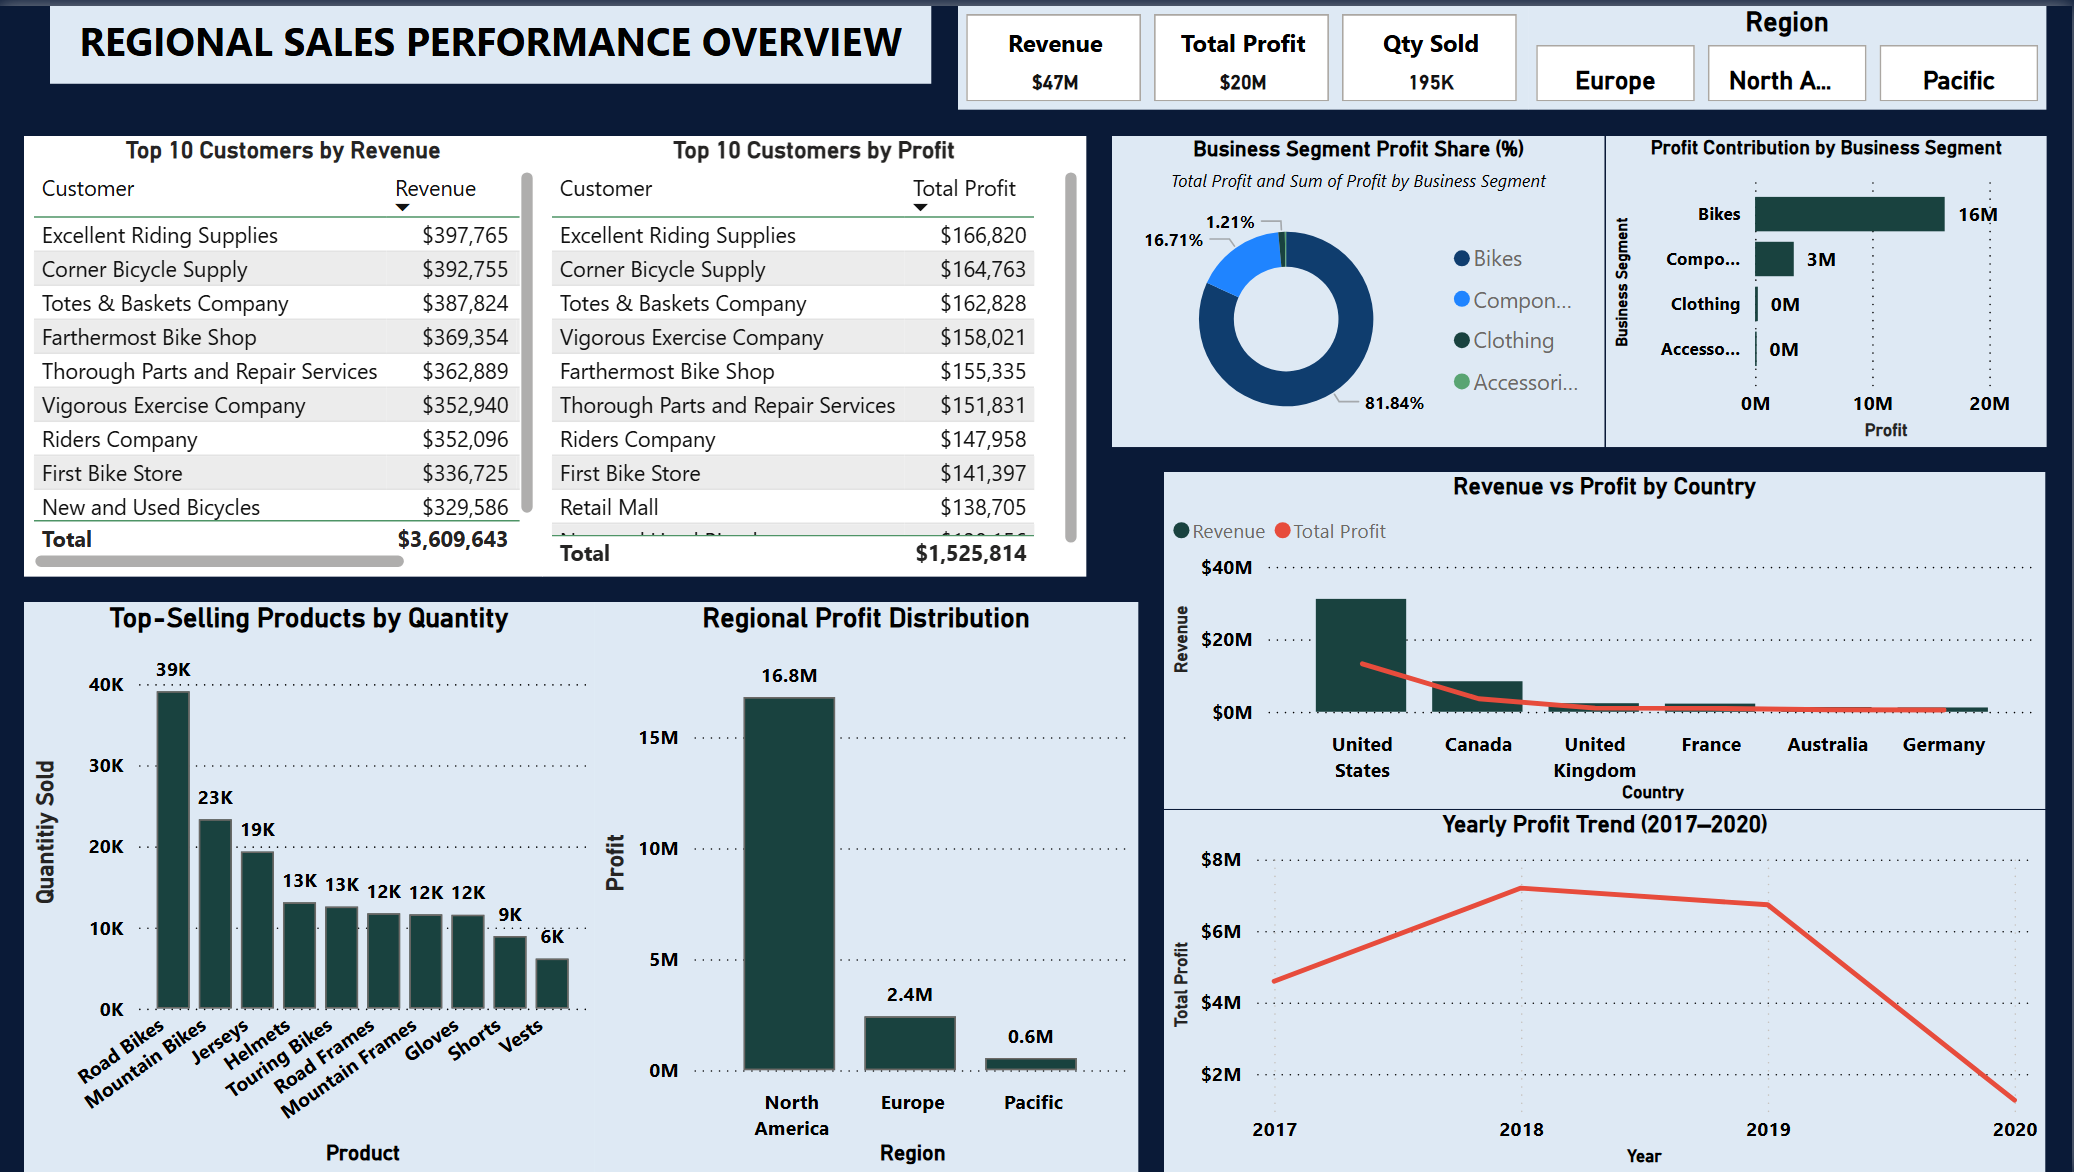 REGIONAL SALES PERFORMANCE OVERVIEW
Revenue
$47M
Total Profit
$20M
Qty Sold
195K
Region
Europe
North A...
Pacific
Top 10 Customers by Revenue
Customer Revenue
Excellent Riding Supplies $397,765
Corner Bicycle Supply $392,755
Totes & Baskets Company $387,824
Farthermost Bike Shop $369,354
Thorough Parts and Repair Services $362,889
Vigorous Exercise Company $352,940
Riders Company $352,096
First Bike Store $336,725
New and Used Bicycles $329,586
Total $3,609,643
Top 10 Customers by Profit
Customer Total Profit
Excellent Riding Supplies $166,820
Corner Bicycle Supply $164,763
Totes & Baskets Company $162,828
Vigorous Exercise Company $158,021
Farthermost Bike Shop $155,335
Thorough Parts and Repair Services $151,831
Riders Company $147,958
First Bike Store $141,397
Retail Mall $138,705
Total $1,525,814
Business Segment Profit Share (%)
Total Profit and Sum of Profit by Business Segment
1.21%
16.71%
81.84%
Bikes
Compon...
Clothing
Accessori...
Profit Contribution by Business Segment
Business Segment
Bikes 16M
Compo... 3M
Clothing 0M
Accesso... 0M
0M 10M 20M
Profit
Revenue vs Profit by Country
Revenue Total Profit
Revenue
$40M
$20M
$0M
United States
Canada
United Kingdom
France
Australia
Germany
Country
Top-Selling Products by Quantity
Quantitiy Sold
40K
30K
20K
10K
0K
39K
23K
19K
13K
13K
12K
12K
12K
9K
6K
Road Bikes
Mountain Bikes
Jerseys
Helmets
Touring Bikes
Road Frames
Mountain Frames
Gloves
Shorts
Vests
Product
Regional Profit Distribution
Profit
15M
10M
5M
0M
16.8M
2.4M
0.6M
North America
Europe
Pacific
Region
Yearly Profit Trend (2017–2020)
Total Profit
$8M
$6M
$4M
$2M
2017 2018 2019 2020
Year